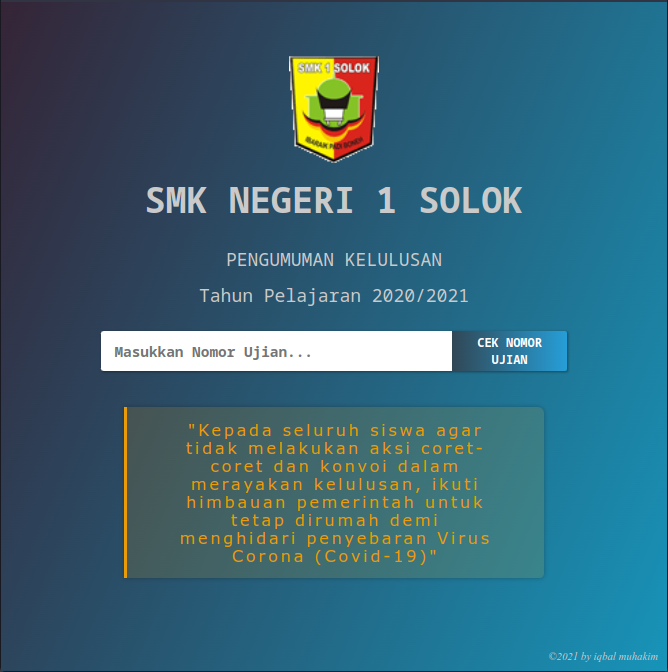 SMK 1 SOLOK
SMK NEGERI 1 SOLOK
PENGUMUMAN KELULUSAN
Tahun Pelajaran 2020/2021
Masukkan Nomor Ujian...
CEK NOMOR
UJIAN
"Kepada seluruh siswa agar
tidak melakukan aksi coret-
coret dan konvoi dalam
merayakan kelulusan, ikuti
himbauan pemerintah untuk
tetap dirumah demi
menghidari penyebaran Virus
Corona (Covid-19)"
©2021 by iqbal muhakim